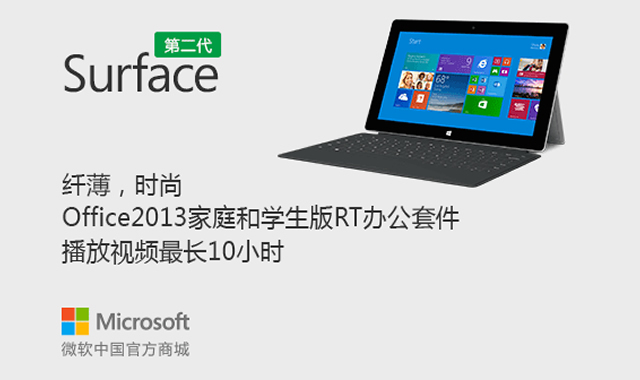 第二代
Surface
Start
纤薄，时尚
Office2013家庭和学生版RT办公套件
播放视频最长10小时
Microsoft
微软中国官方商城